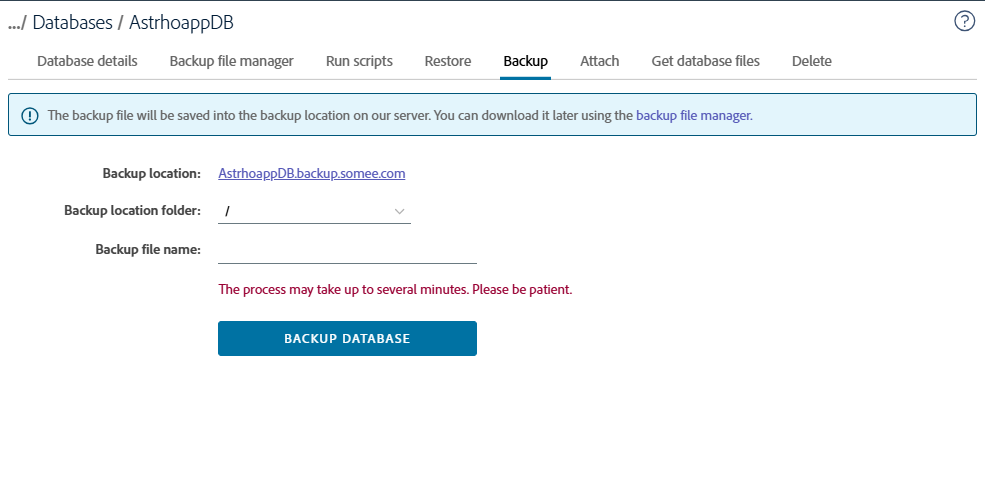 .../ Databases / AstrhoappDB
?
Database details Backup file manager Run scripts Restore Backup Attach Get database files Delete
The backup file will be saved into the backup location on our server. You can download it later using the backup file manager.
Backup location: AstrhoappDB.backup.somee.com
Backup location folder: /
Backup file name:
The process may take up to several minutes. Please be patient.
BACKUP DATABASE